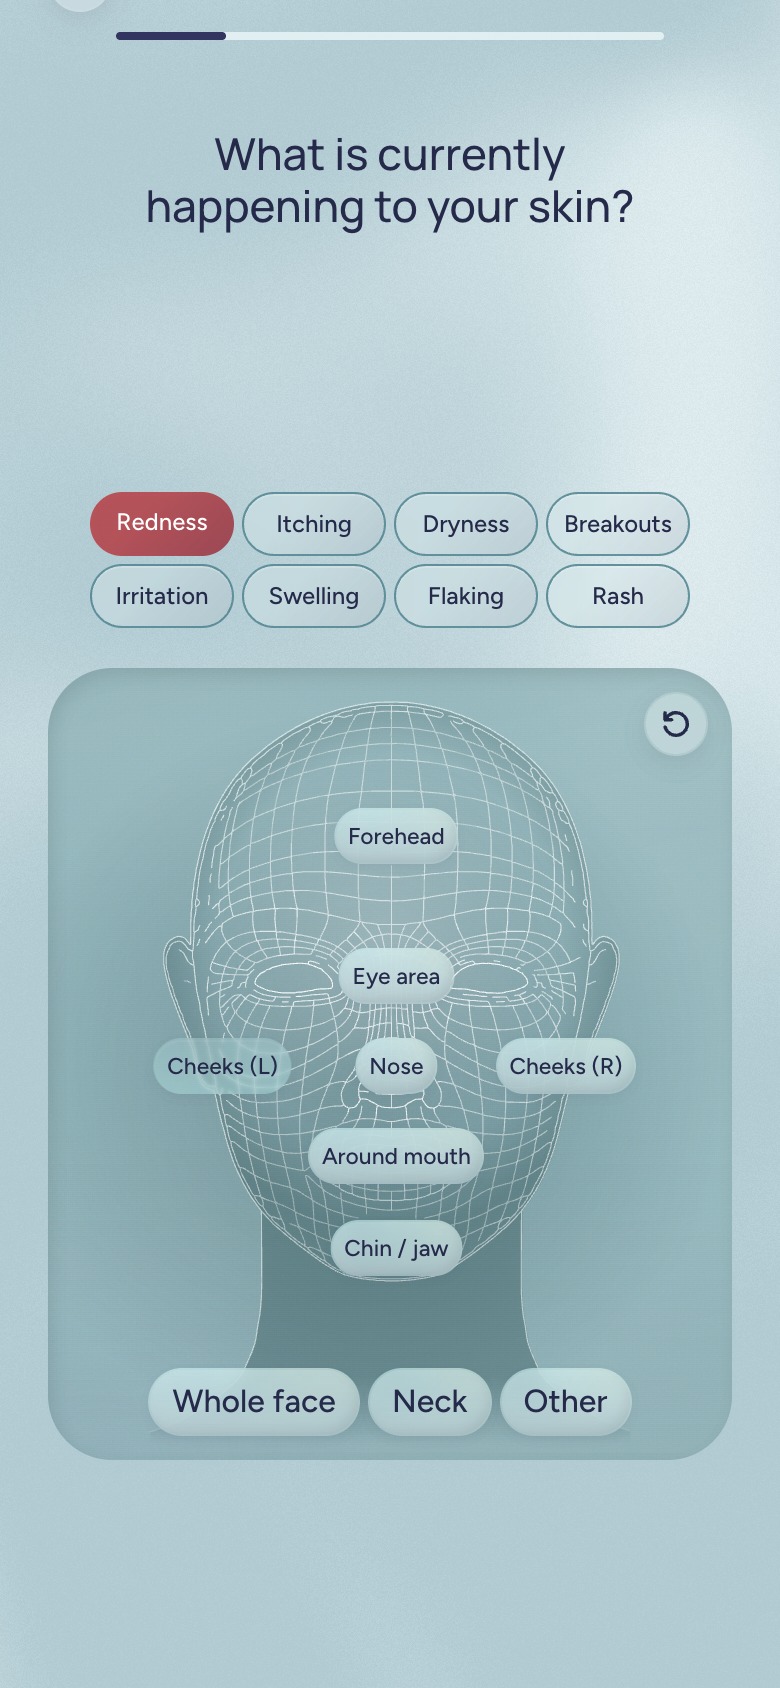 What is currently
happening to your skin?
Redness
Itching
Dryness
Breakouts
Irritation
Swelling
Flaking
Rash
Forehead
Eye area
Cheeks (L)
Nose
Cheeks (R)
Around mouth
Chin / jaw
Whole face
Neck
Other